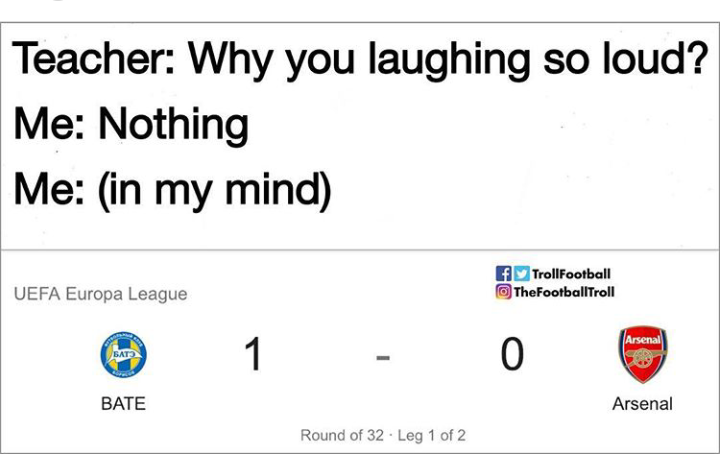 Teacher: Why you laughing so loud?
Me: Nothing
Me: (in my mind)
TrollFootball
TheFootballTroll
UEFA Europa League
БАТЭ
1 - 0
Arsenal
BATE
Arsenal
Round of 32 · Leg 1 of 2